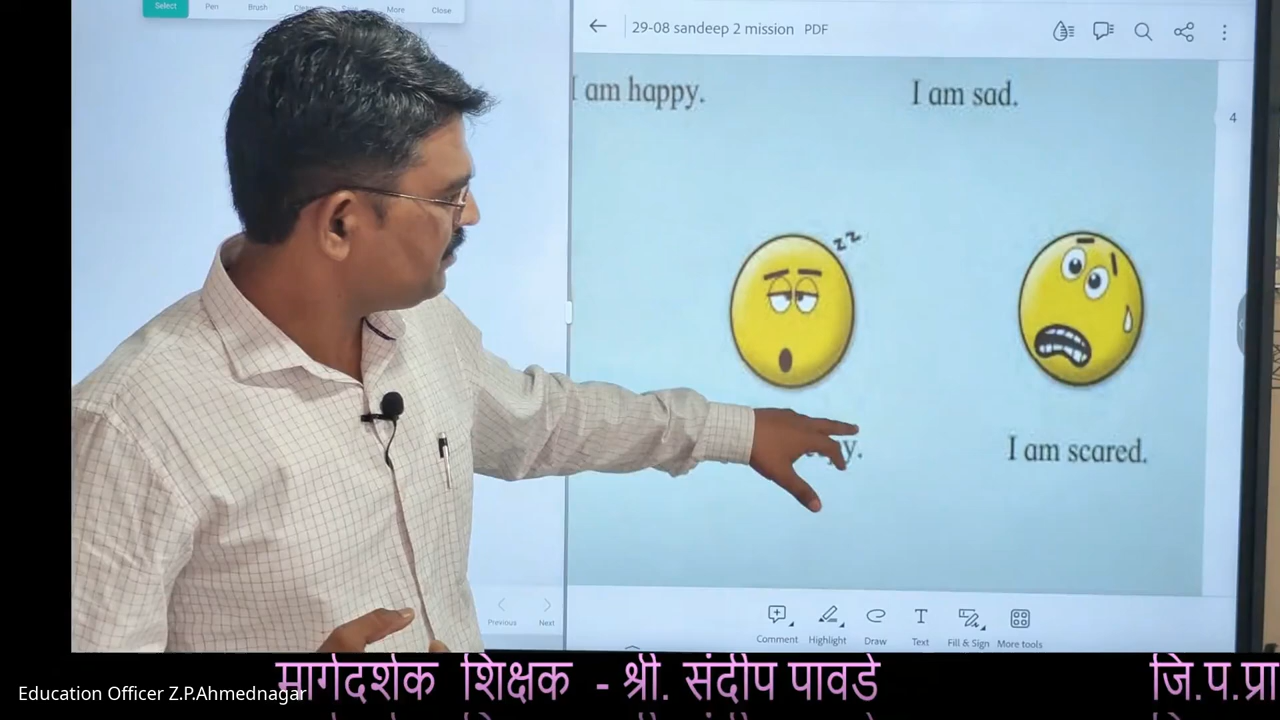 Select Pen Brush More Close
29-08 sandeep 2 mission PDF
I am happy. I am sad.
4
zz
I am scared.
Previous Next
Comment Highlight Draw Text Fill & Sign More tools
मार्गदर्शक शिक्षक - श्री. संदीप पावडे जि.प.प्रा
Education Officer Z.P.Ahmednagar